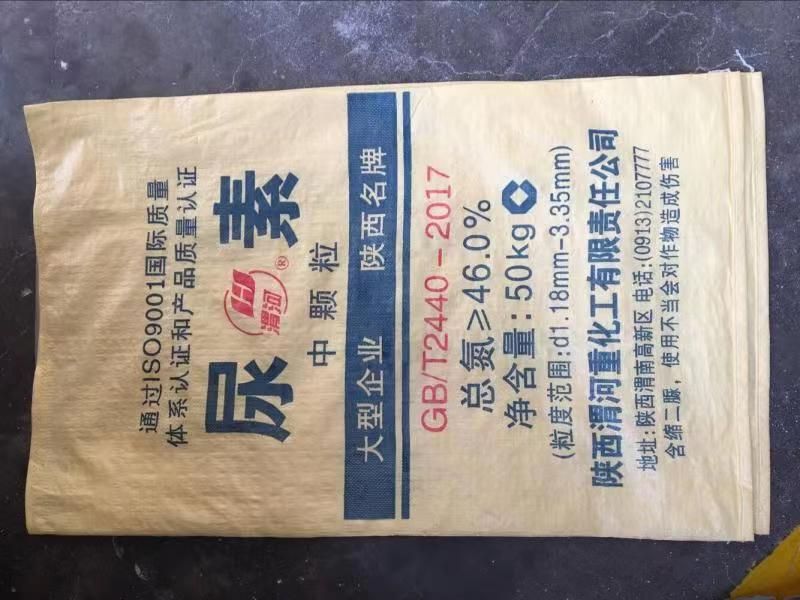 通过ISO9001国际质量
体系认证和产品质量认证
尿素
渭河®
中颗粒
大型企业 陕西名牌
GB/T2440-2017
总氮≥46.0%
净含量:50kg
(粒度范围:d1.18mm-3.35mm)
陕西渭河重化工有限责任公司
地址:陕西渭南高新区 电话:(0913)2107777
含缩二脲，使用不当会对作物造成伤害